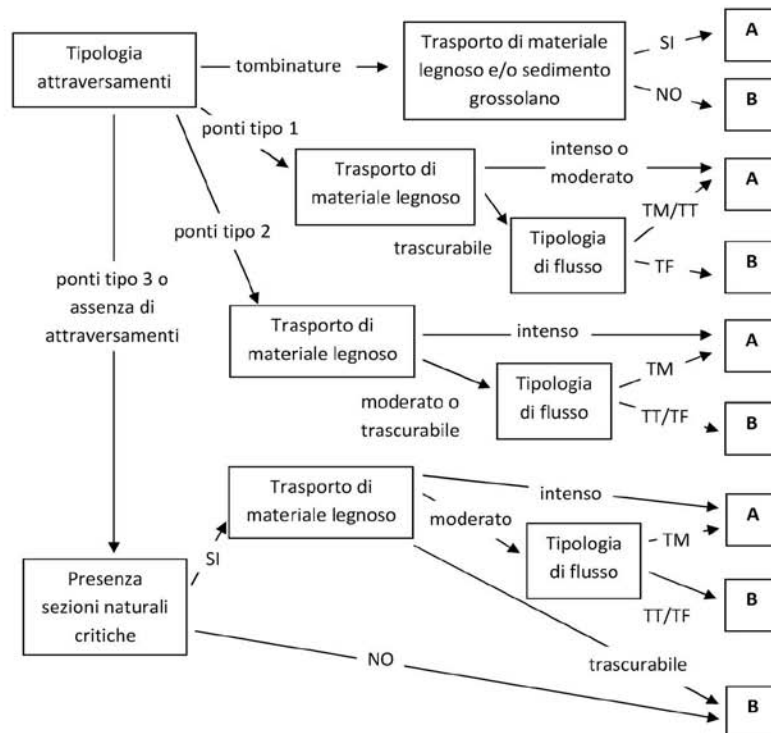 Tipologia
attraversamenti
tombinature
Trasporto di materiale
legnoso e/o sedimento
grossolano
SI
A
NO
B
ponti tipo 1
Trasporto di
materiale legnoso
intenso o
moderato
A
trascurabile
Tipologia
di flusso
TM/TT
TF
B
ponti tipo 2
Trasporto di
materiale legnoso
intenso
A
moderato o
trascurabile
Tipologia
di flusso
TM
TT/TF
B
ponti tipo 3 o
assenza di
attraversamenti
Presenza
sezioni naturali
critiche
SI
Trasporto di
materiale legnoso
intenso
A
moderato
Tipologia
di flusso
TM
TT/TF
B
trascurabile
NO
B